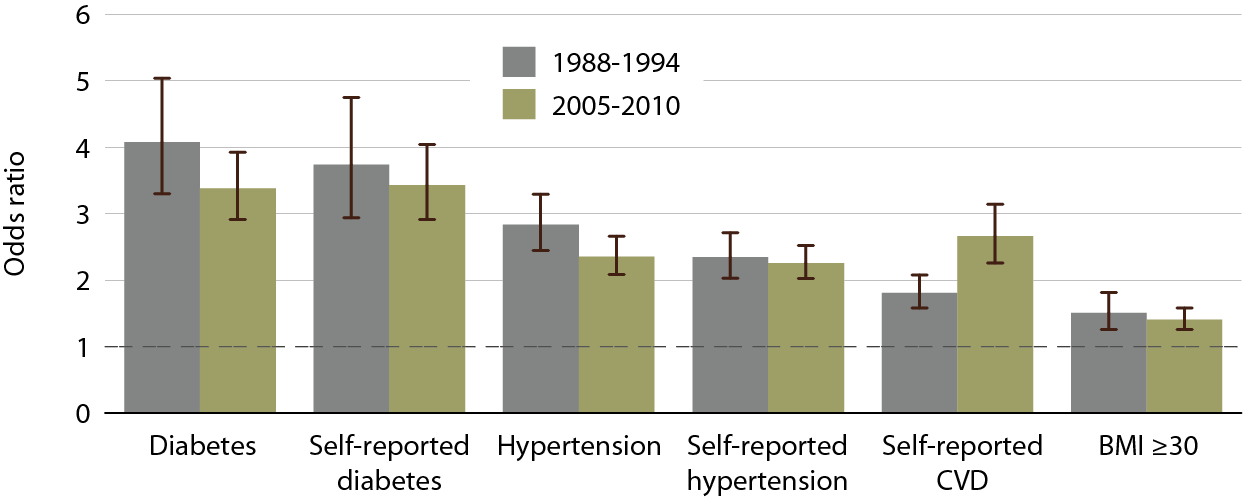 6
5
4
3
2
1
0
Odds ratio
1988-1994
2005-2010
Diabetes
Self-reported
diabetes
Hypertension
Self-reported
hypertension
Self-reported
CVD
BMI ≥30